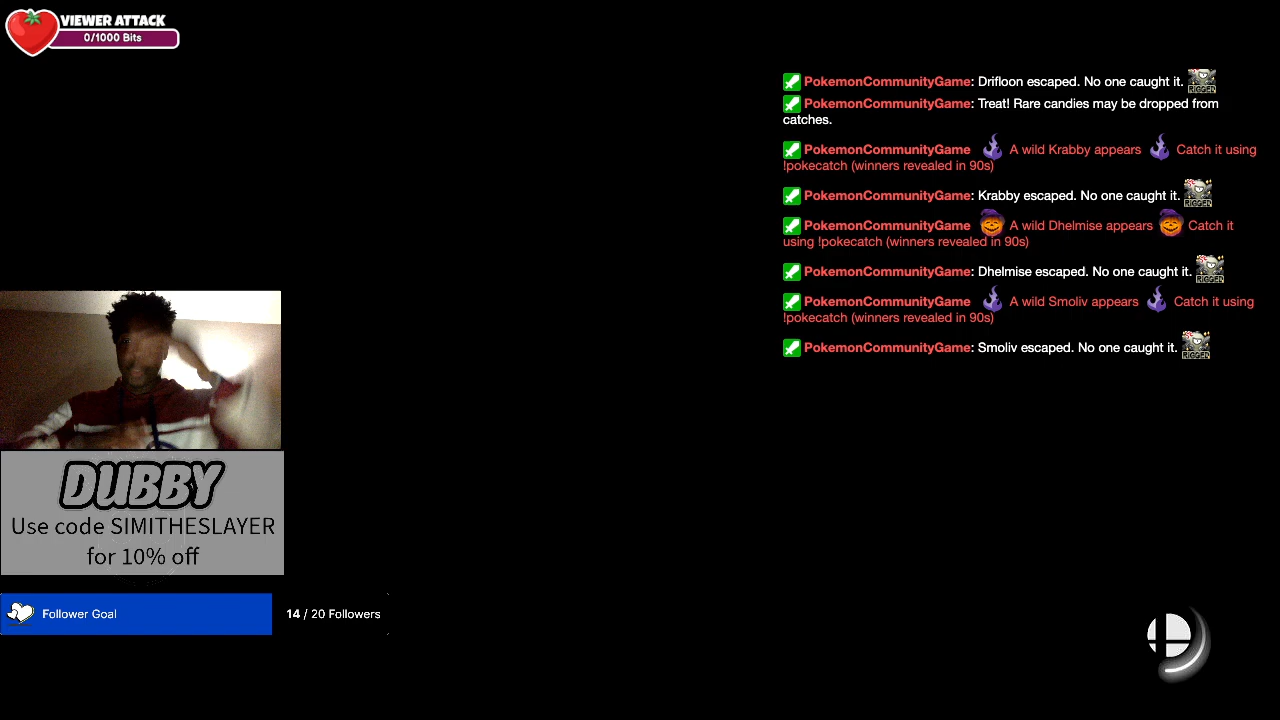 VIEWER ATTACK
0/1000 Bits
PokemonCommunityGame: Drifloon escaped. No one caught it. RIGGED
PokemonCommunityGame: Treat! Rare candies may be dropped from
catches.
PokemonCommunityGame A wild Krabby appears Catch it using
!pokecatch (winners revealed in 90s)
PokemonCommunityGame: Krabby escaped. No one caught it. RIGGED
PokemonCommunityGame A wild Dhelmise appears Catch it
using !pokecatch (winners revealed in 90s)
PokemonCommunityGame: Dhelmise escaped. No one caught it. RIGGED
PokemonCommunityGame A wild Smoliv appears Catch it using
!pokecatch (winners revealed in 90s)
PokemonCommunityGame: Smoliv escaped. No one caught it. RIGGED
DUBBY
Use code SIMITHESLAYER
for 10% off
Follower Goal
14 / 20 Followers